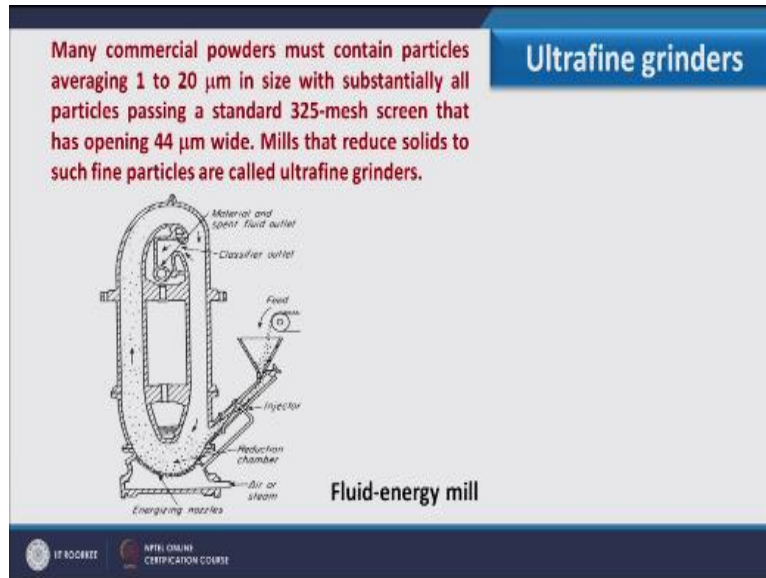 Ultrafine grinders
Many commercial powders must contain particles
averaging 1 to 20 μm in size with substantially all
particles passing a standard 325-mesh screen that
has opening 44 μm wide. Mills that reduce solids to
such fine particles are called ultrafine grinders.
Material and
spent fluid outlet
Classifier outlet
Feed
Injector
Reduction
chamber
Air or
steam
Energizing nozzles
Fluid-energy mill
IIT ROORKEE
NPTEL ONLINE
CERTIFICATION COURSE